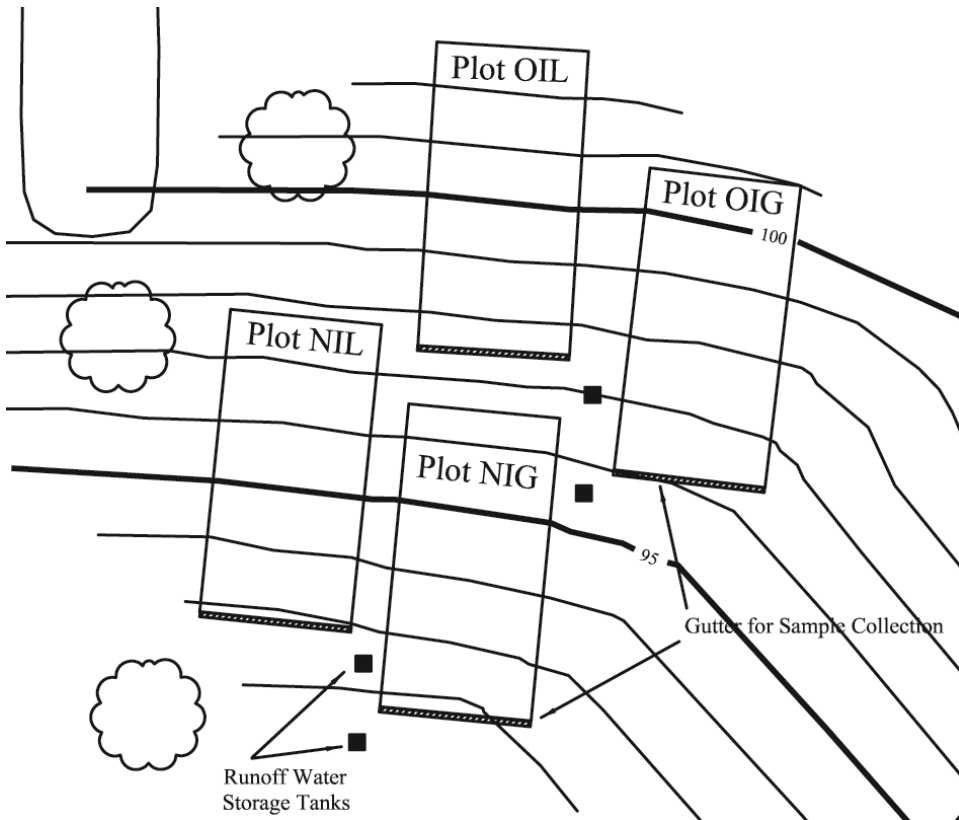 Plot OIL
Plot OIG
100
Plot NIL
Plot NIG
95
Gutter for Sample Collection
Runoff Water
Storage Tanks